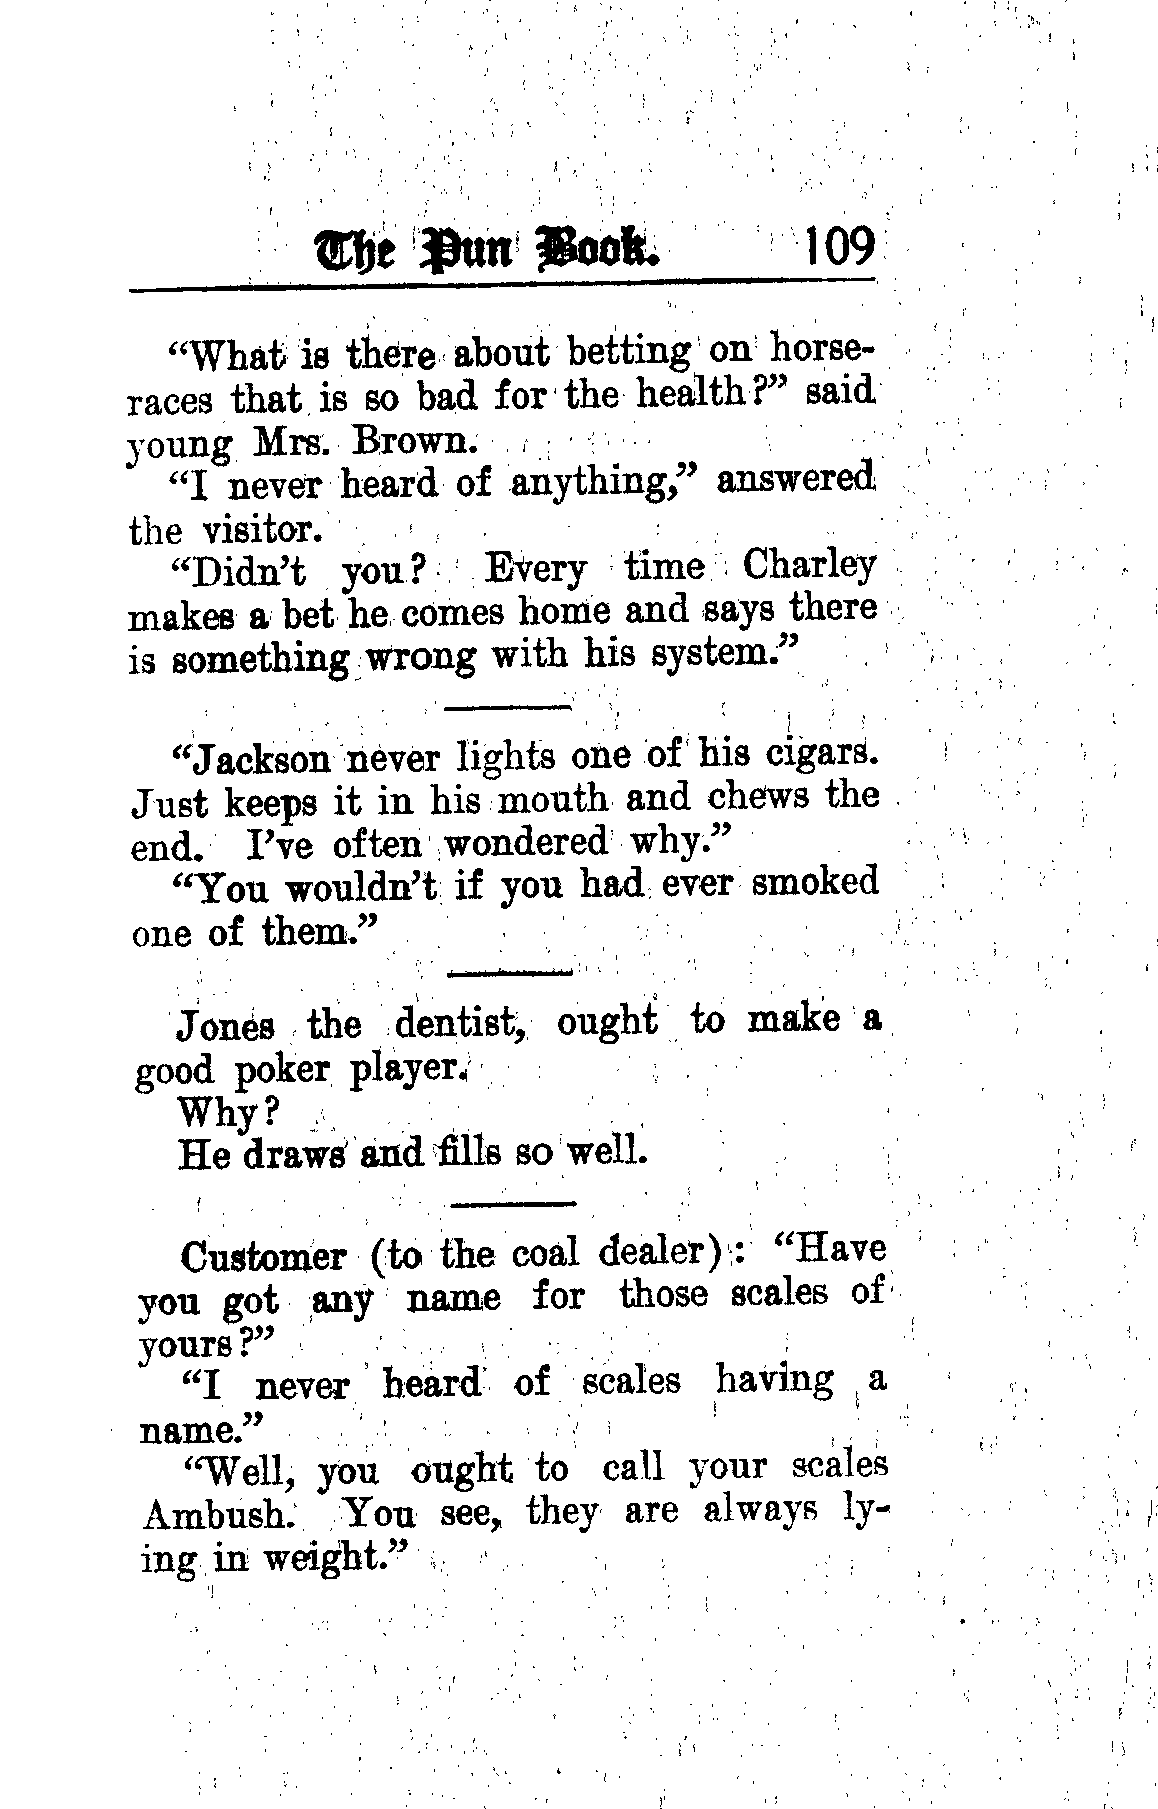 The Pun Book. 109
“What is there about betting on horse-
races that is so bad for the health?” said
young Mrs. Brown.
“I never heard of anything,” answered
the visitor.
“Didn’t you? Every time Charley
makes a bet he comes home and says there
is something wrong with his system.”
“Jackson never lights one of his cigars.
Just keeps it in his mouth and chews the
end. I’ve often wondered why.”
“You wouldn’t if you had ever smoked
one of them.”
Jones the dentist, ought to make a
good poker player.
Why?
He draws and fills so well.
Customer (to the coal dealer): “Have
you got any name for those scales of
yours?”
“I never heard of scales having a
name.”
“Well, you ought to call your scales
Ambush. You see, they are always ly-
ing in weight.”